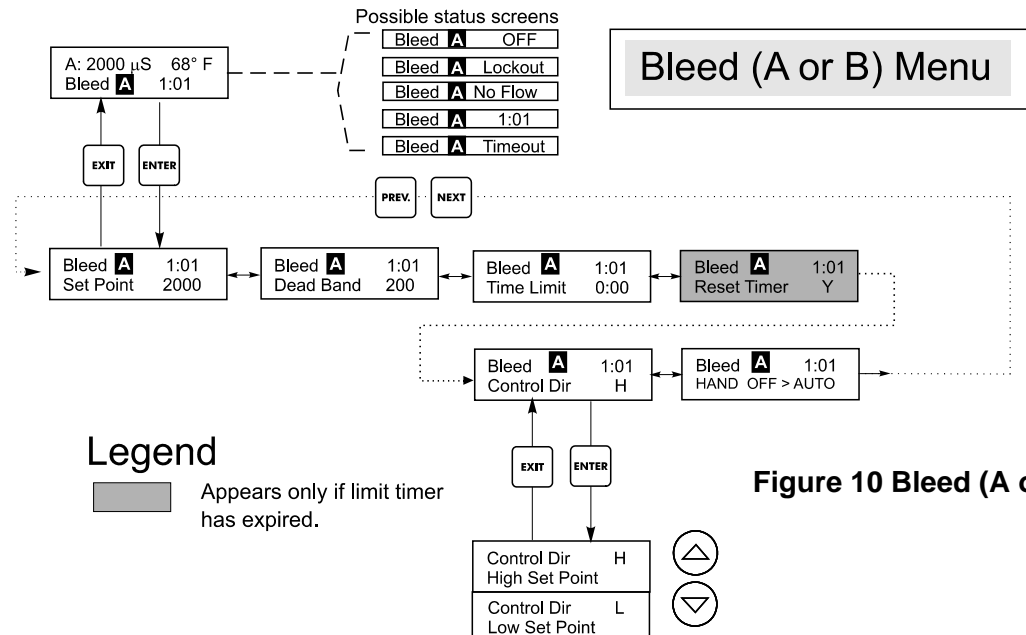 Possible status screens
Bleed A OFF
Bleed A Lockout
Bleed A No Flow
Bleed A 1:01
Bleed A Timeout
A: 2000 µS 68° F
Bleed A 1:01
Bleed (A or B) Menu
EXIT ENTER
PREV. NEXT
Bleed A 1:01
Set Point 2000
Bleed A 1:01
Dead Band 200
Bleed A 1:01
Time Limit 0:00
Bleed A 1:01
Reset Timer Y
Bleed A 1:01
Control Dir H
Bleed A 1:01
HAND OFF > AUTO
Legend
Appears only if limit timer
has expired.
EXIT ENTER
Figure 10 Bleed (A
Control Dir H
High Set Point
Control Dir L
Low Set Point